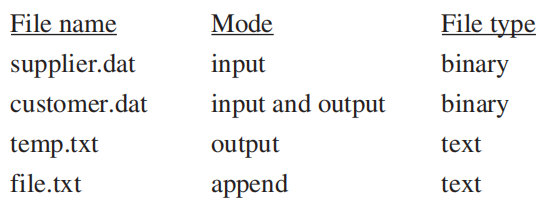 File name Mode File type
supplier.dat input binary
customer.dat input and output binary
temp.txt output text
file.txt append text